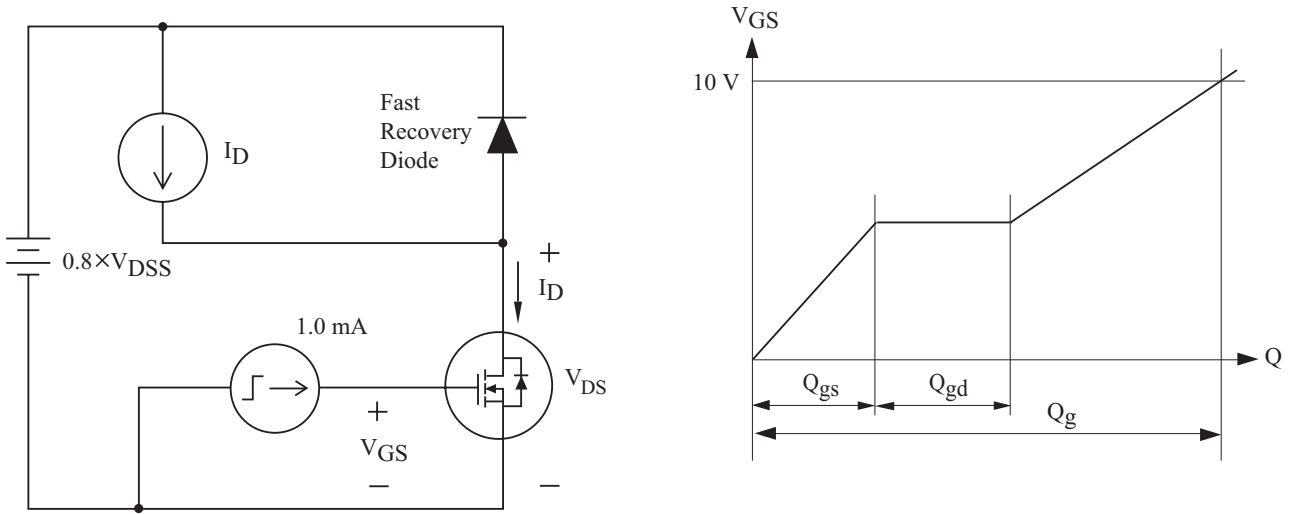 I_D
Fast
Recovery
Diode
0.8×V_DSS
+
I_D
1.0 mA
V_DS
+
V_GS
−
−
V_GS
10 V
Q
Q_gs
Q_gd
Q_g